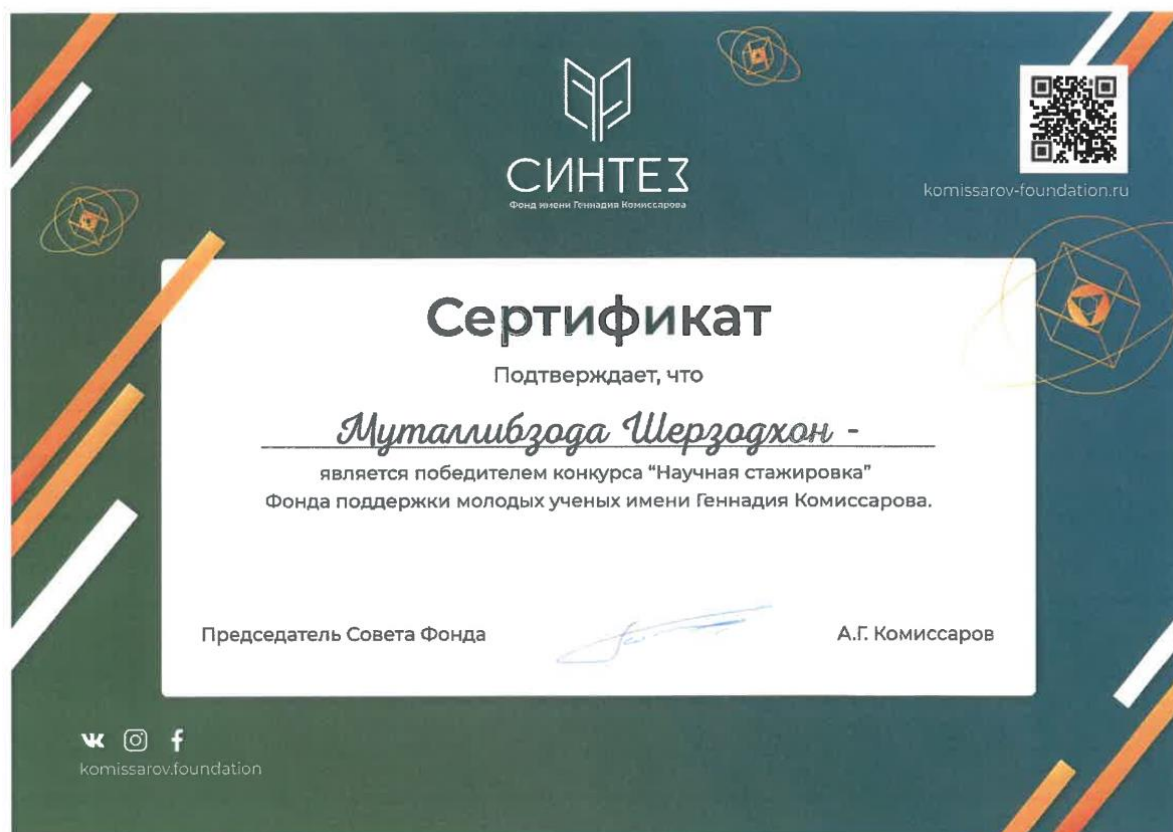 СИНТЕЗ
Фонд имени Геннадия Комиссарова
komissarov-foundation.ru
Сертификат
Подтверждает, что
Муталлибзода Шерзодхон -
является победителем конкурса “Научная стажировка”
Фонда поддержки молодых ученых имени Геннадия Комиссарова.
Председатель Совета Фонда
А.Г. Комиссаров
komissarov.foundation